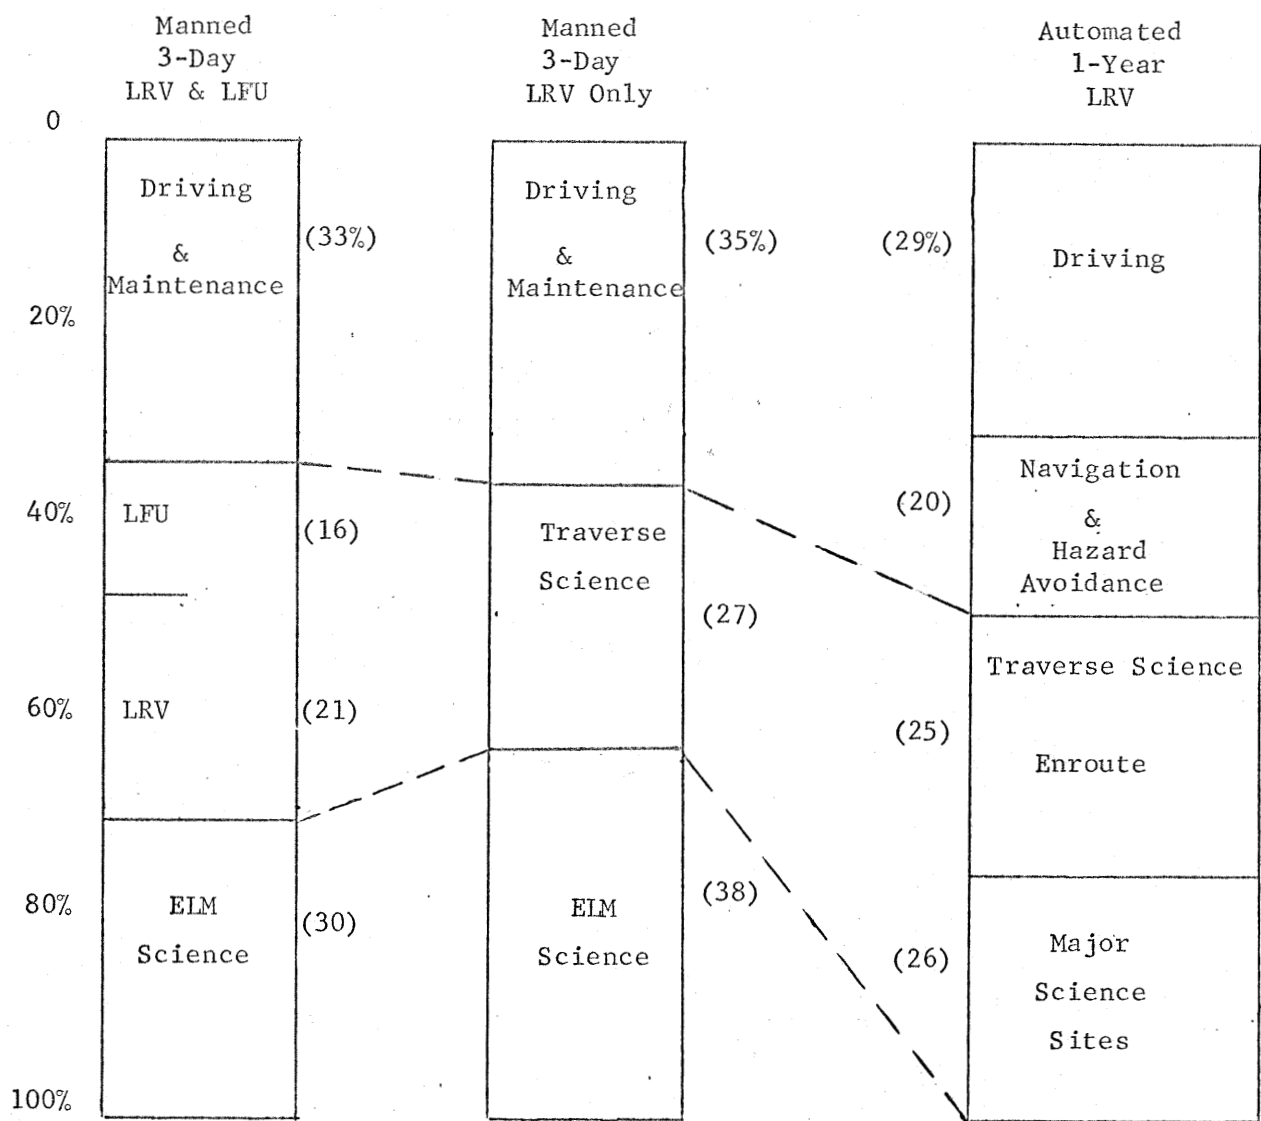 Manned
3-Day
LRV & LFU
Manned
3-Day
LRV Only
Automated
1-Year
LRV
0
20%
40%
60%
80%
100%
Driving
&
Maintenance
(33%)
LFU
(16)
LRV
(21)
ELM
Science
(30)
Driving
&
Maintenance
(35%)
Traverse
Science
(27)
ELM
Science
(38)
(29%)
Driving
(20)
Navigation
&
Hazard
Avoidance
(25)
Traverse Science
Enroute
(26)
Major
Science
Sites